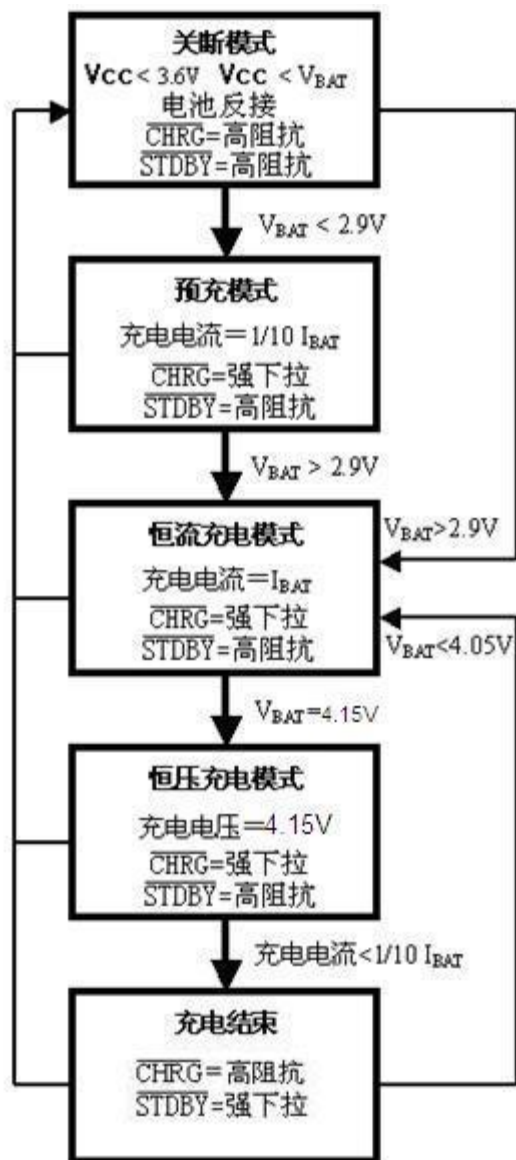 关断模式
VCC< 3.6V VCC < VBAT
电池反接
CHRG=高阻抗
STDBY=高阻抗
VBAT < 2.9V
预充模式
充电电流=1/10 IBAT
CHRG=强下拉
STDBY=高阻抗
VBAT > 2.9V
恒流充电模式
充电电流=IBAT
CHRG=强下拉
STDBY=高阻抗
VBAT>2.9V
VBAT<4.05V
VBAT=4.15V
恒压充电模式
充电电压=4.15V
CHRG=强下拉
STDBY=高阻抗
充电电流<1/10 IBAT
充电结束
CHRG=高阻抗
STDBY=强下拉